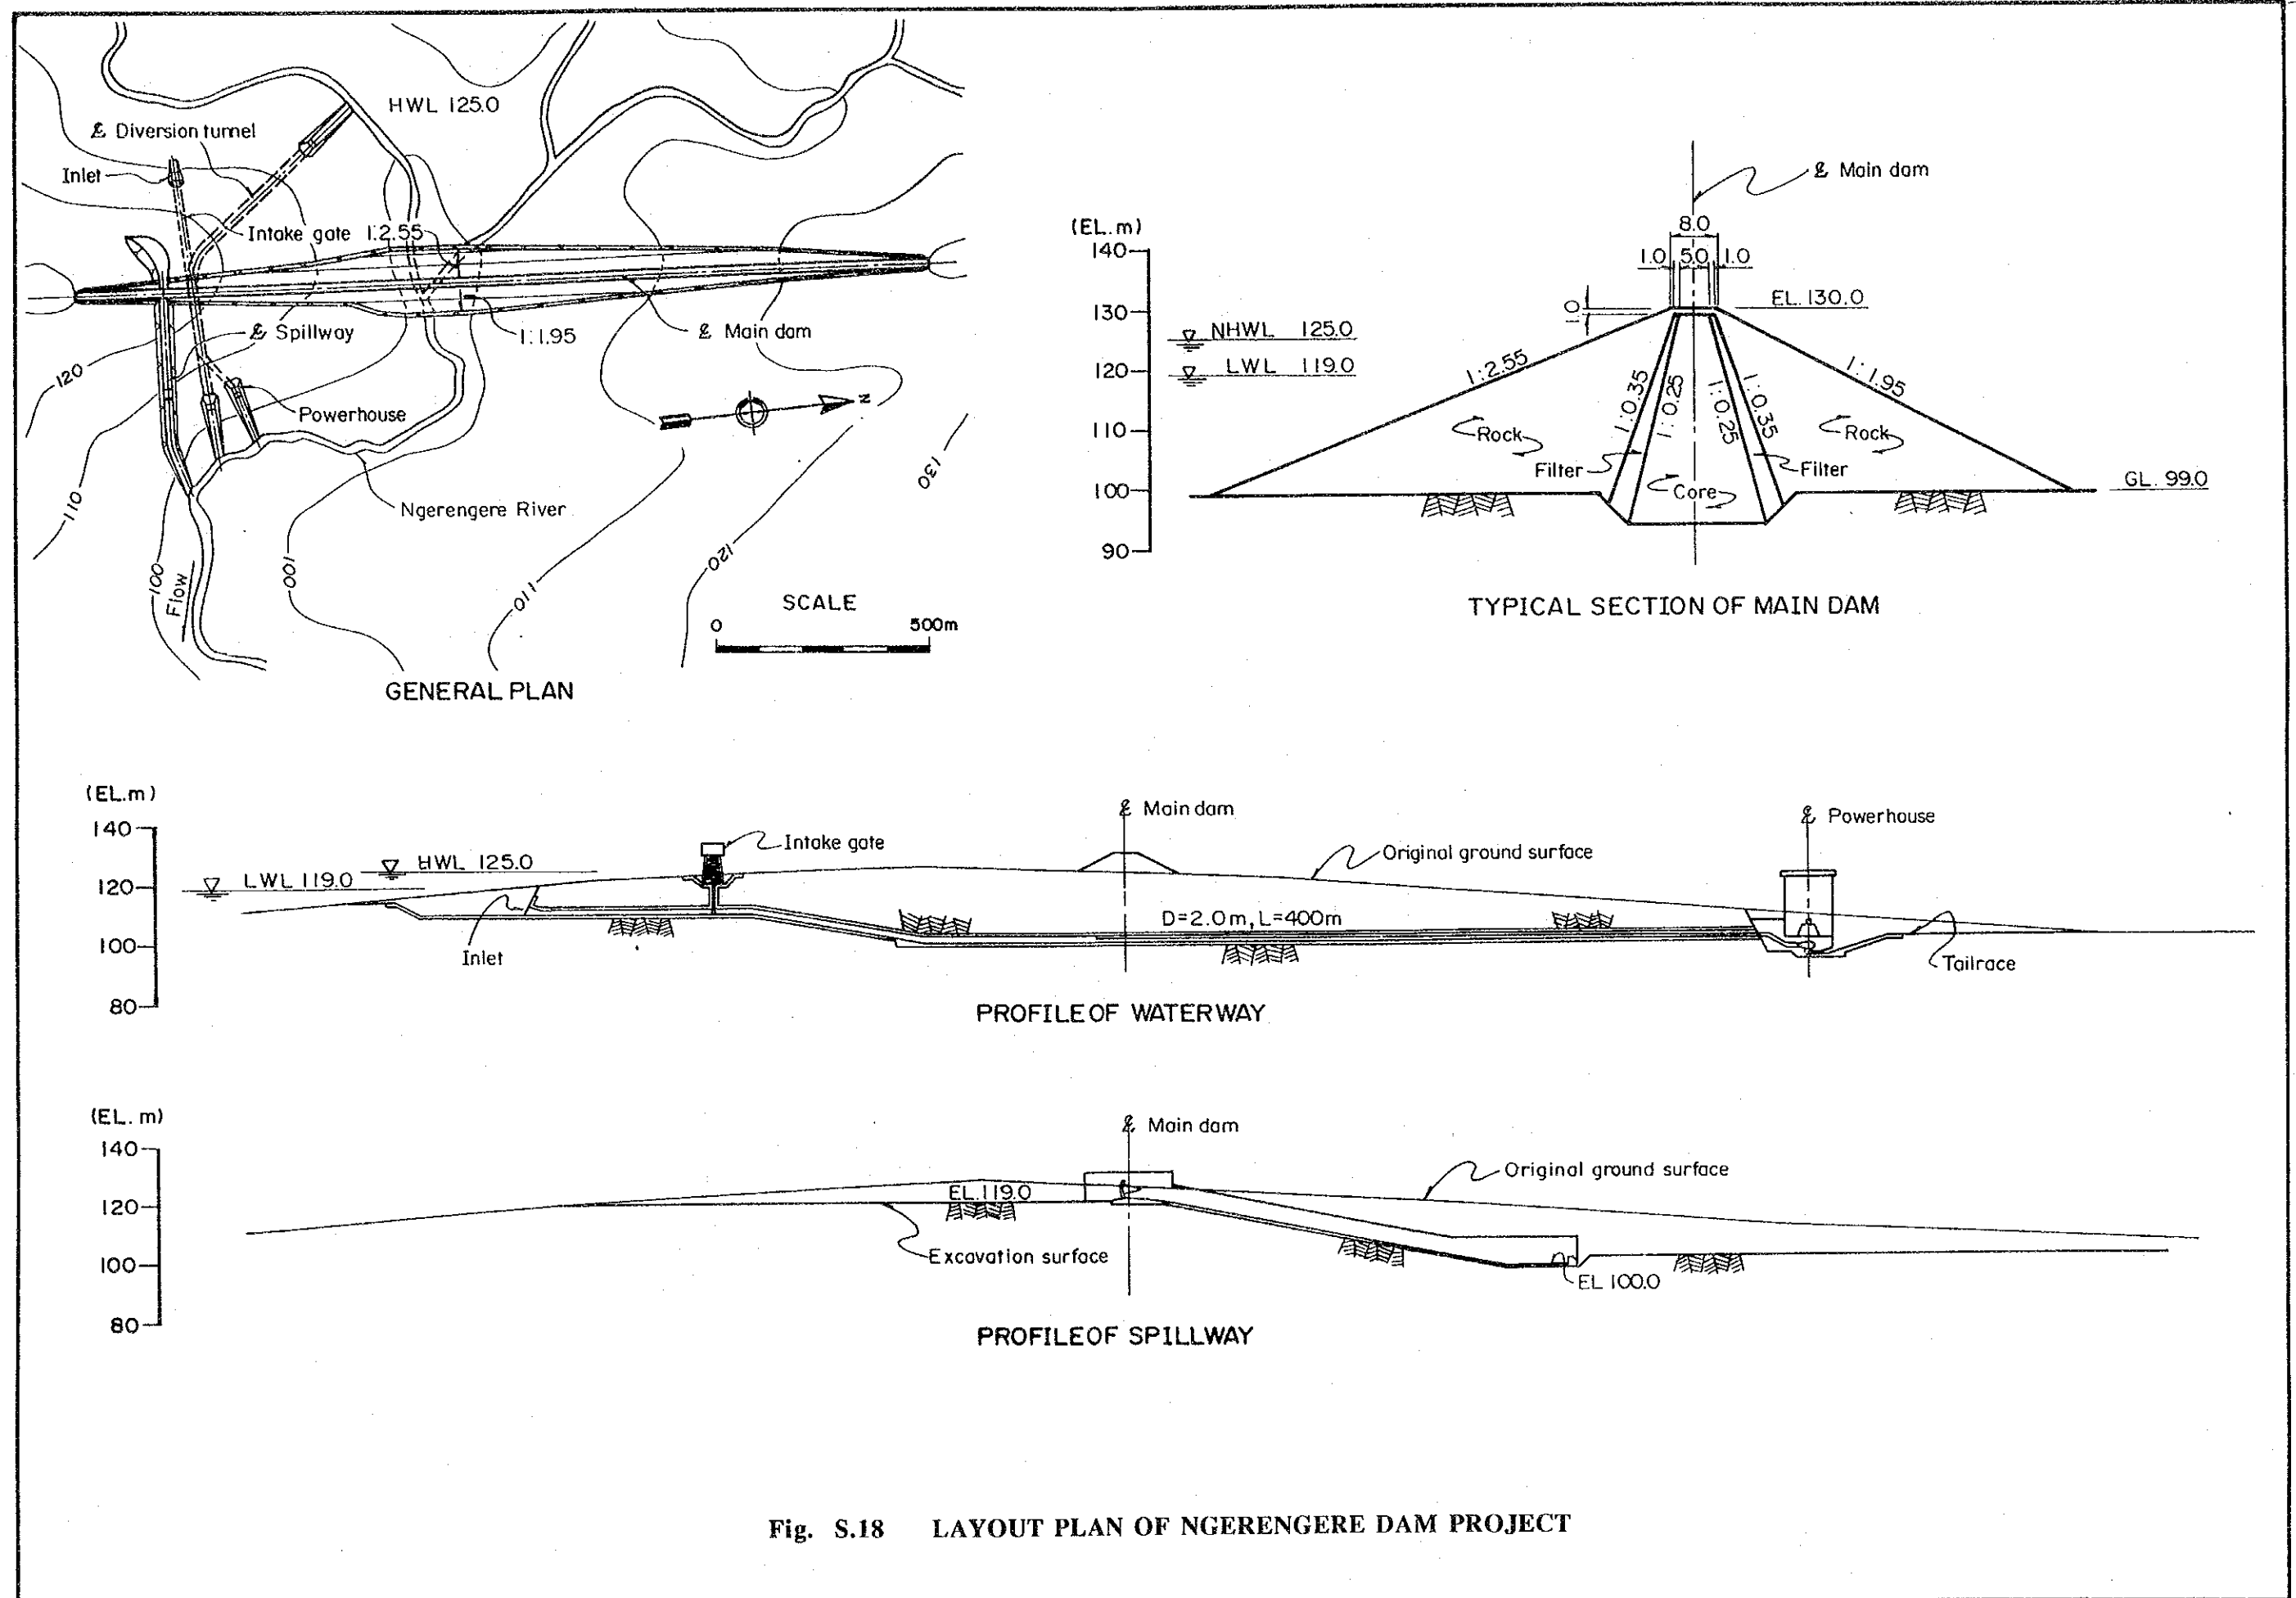 HWL 125.0
℄ Diversion tunnel
Inlet
Intake gate
1:2.55
℄ Spillway
1:1.95
℄ Main dam
120
Powerhouse
N
110
130
Ngerengere River
100
Flow
100
110
120
SCALE
0 500m
GENERAL PLAN
℄ Main dam
(EL.m)
8.0
140
1.0 5.0 1.0
EL.130.0
130
NHWL 125.0
120
LWL 119.0
1:2.55
1:0.35
1:0.25
1:0.25
1:0.35
1:1.95
110
Rock
Rock
Filter
Filter
Core
100
GL. 99.0
90
TYPICAL SECTION OF MAIN DAM
(EL.m)
℄ Main dam
℄ Powerhouse
140
Intake gate
Original ground surface
HWL 125.0
LWL 119.0
120
D=2.0m, L=400m
100
Inlet
Tailrace
80
PROFILE OF WATERWAY
(EL. m)
℄ Main dam
140
Original ground surface
EL.119.0
120
Excavation surface
100
EL 100.0
80
PROFILE OF SPILLWAY
Fig. S.18 LAYOUT PLAN OF NGERENGERE DAM PROJECT